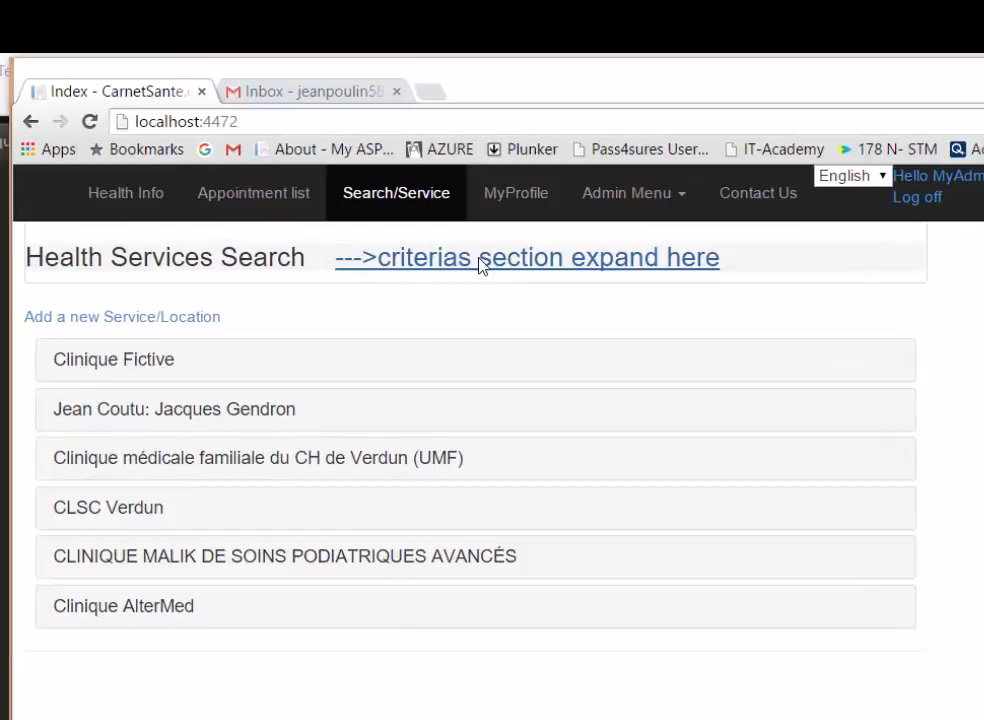 Index - CarnetSante. × Inbox - jeanpoulin58 ×
localhost:4472
Apps Bookmarks About - My ASP... AZURE Plunker Pass4sures User... IT-Academy 178 N- STM
Health Info Appointment list Search/Service MyProfile Admin Menu Contact Us English Hello MyAdm
Log off
Health Services Search --->criterias section expand here
Add a new Service/Location
Clinique Fictive
Jean Coutu: Jacques Gendron
Clinique médicale familiale du CH de Verdun (UMF)
CLSC Verdun
CLINIQUE MALIK DE SOINS PODIATRIQUES AVANCÉS
Clinique AlterMed